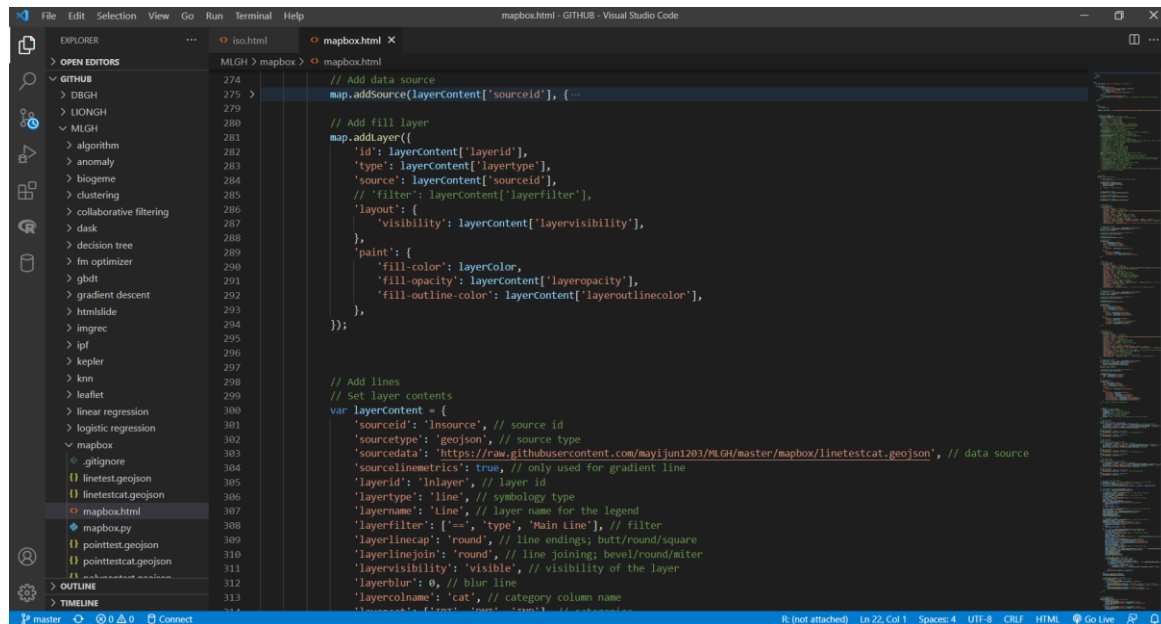 File Edit Selection View Go Run Terminal Help mapbox.html - GITHUB - Visual Studio Code
EXPLORER ···
> OPEN EDITORS
GITHUB
> DBGH
> LIONGH
MLGH
> algorithm
> anomaly
> biogeme
> clustering
> collaborative filtering
> dask
> decision tree
> fm optimizer
> gbdt
> gradient descent
> htmlslide
> imgrec
> ipf
> kepler
> knn
> leaflet
> linear regression
> logistic regression
mapbox
.gitignore
{} linetest.geojson
{} linetestcat.geojson
<> mapbox.html
mapbox.py
{} pointtest.geojson
{} pointtestcat.geojson
{} polygontest.geojson
> OUTLINE
> TIMELINE
<> iso.html <> mapbox.html ×
MLGH > mapbox > <> mapbox.html
274 // Add data source
275 > map.addSource(layerContent['sourceid'], { ···
279
280 // Add fill layer
281 map.addLayer({
282 'id': layerContent['layerid'],
283 'type': layerContent['layertype'],
284 'source': layerContent['sourceid'],
285 // 'filter': layerContent['layerfilter'],
286 'layout': {
287 'visibility': layerContent['layervisibility'],
288 },
289 'paint': {
290 'fill-color': layerColor,
291 'fill-opacity': layerContent['layeropacity'],
292 'fill-outline-color': layerContent['layeroutlinecolor'],
293 },
294 });
295
296
297
298 // Add lines
299 // Set layer contents
300 var layerContent = {
301 'sourceid': 'lnsource', // source id
302 'sourcetype': 'geojson', // source type
303 'sourcedata': 'https://raw.githubusercontent.com/mayijun1203/MLGH/master/mapbox/linetestcat.geojson', // data source
304 'sourcelinemetrics': true, // only used for gradient line
305 'layerid': 'lnlayer', // layer id
306 'layertype': 'line', // symbology type
307 'layername': 'Line', // layer name for the legend
308 'layerfilter': ['==', 'type', 'Main Line'], // filter
309 'layerlinecap': 'round', // line endings; butt/round/square
310 'layerlinejoin': 'round', // line joining; bevel/round/miter
311 'layervisibility': 'visible', // visibility of the layer
312 'layerblur': 0, // blur line
313 'layercolname': 'cat', // category column name
master 0 0 0 Connect R: (not attached) Ln 22, Col 1 Spaces: 4 UTF-8 CRLF HTML Go Live